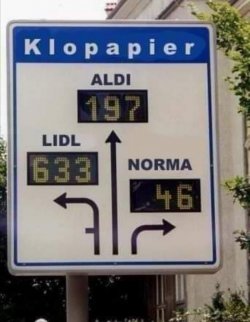 Klopapier
ALDI
197
LIDL
633
NORMA
46